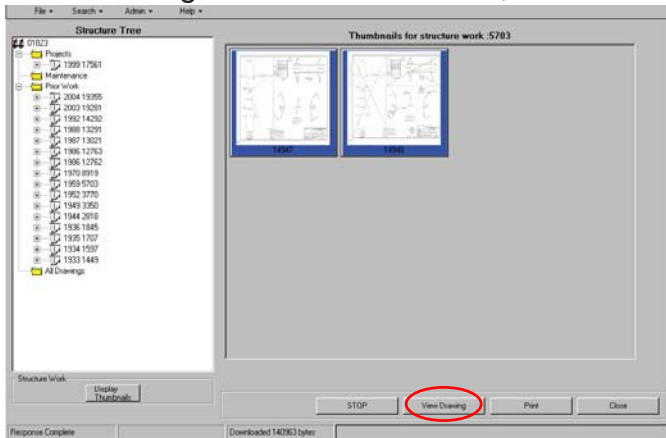 File Search Admin Help
Structure Tree
01823
Projects
1999 17561
Maintenance
Prior Work
2004 19355
2003 19281
1992 14292
1988 13291
1987 13021
1986 12763
1986 12762
1970 8919
1959 5703
1952 3770
1949 3350
1944 2818
1936 1845
1935 1707
1934 1597
1933 1449
All Drawings
Structure Work
Display
Thumbnails
Thumbnails for structure work :5703
14947 14948
STOP View Drawing Print Close
Response Complete Downloaded 140963 bytes